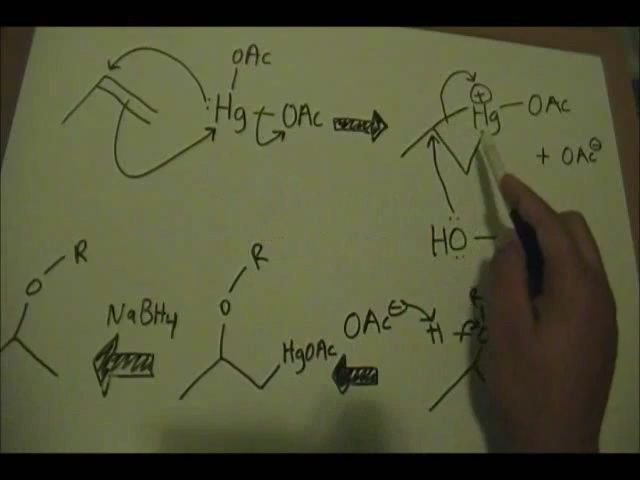 OAc
:Hg OAc
⊕
Hg OAc
+ OAc⊖
HO
R
O
NaBH4
R
O
HgOAc
OAc⊖ H
R